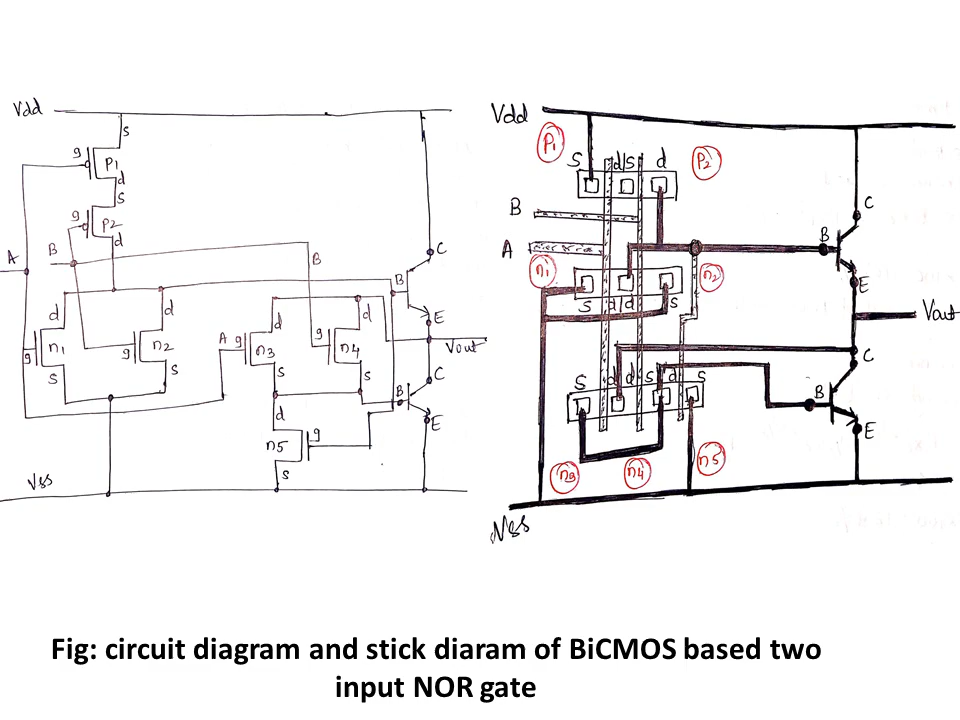 Vdd
s
g
P1
d
s
g
P2
d
A
B
B
C
B
E
d
d
g
n1
s
g
n2
s
A
g
d
n3
s
g
d
n4
s
Vout
C
B
E
d
n5
g
s
Vss
Vdd
P1
S
d/s
d
P2
B
A
C
B
E
n1
n2
S
d/d
s
Vout
C
S
d
d
s
d
s
B
E
n3
n4
n5
Vss
Fig: circuit diagram and stick diaram of BiCMOS based two
input NOR gate